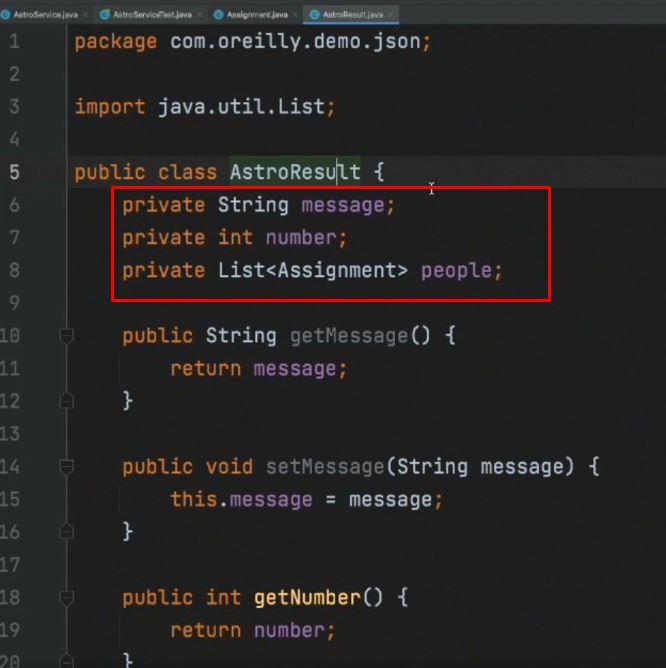 AstroService.java AstroServiceTest.java Assignment.java AstroResult.java
1 package com.oreilly.demo.json;
2
3 import java.util.List;
4
5 public class AstroResult {
6 private String message;
7 private int number;
8 private List<Assignment> people;
9
10 public String getMessage() {
11 return message;
12 }
13
14 public void setMessage(String message) {
15 this.message = message;
16 }
17
18 public int getNumber() {
19 return number;
20 }